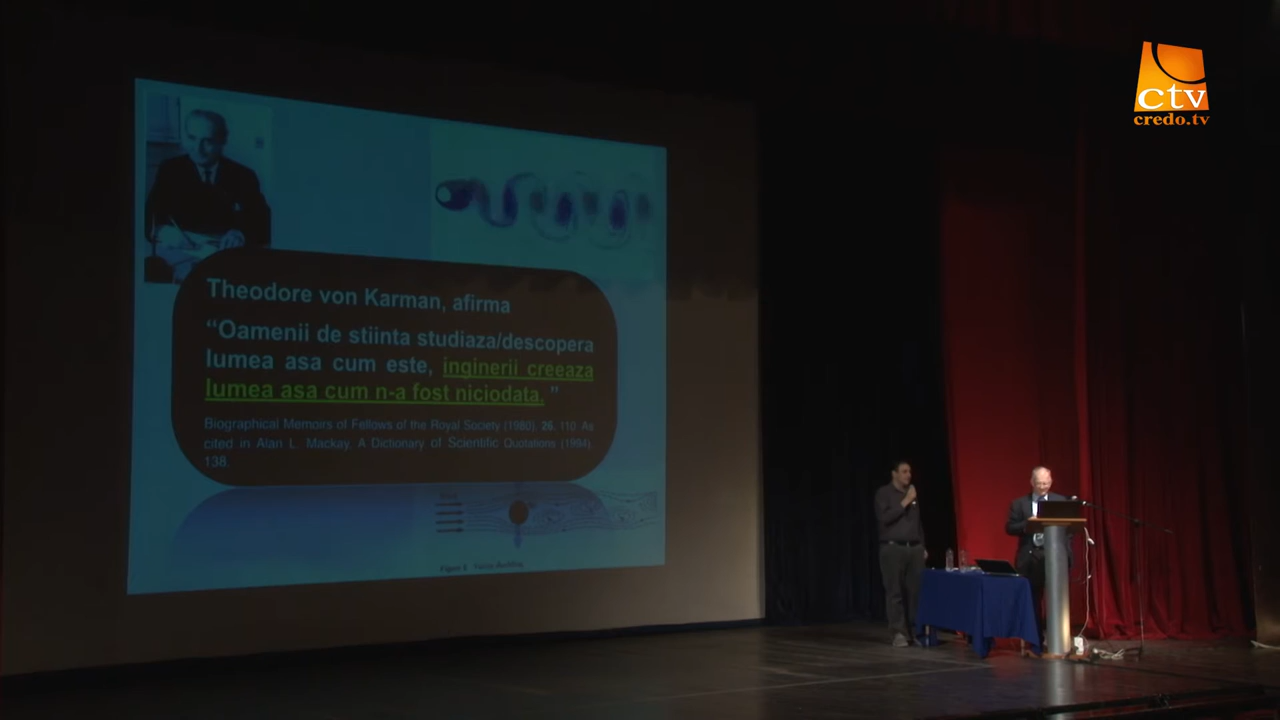 ctv
credo.tv
Theodore von Karman, afirma
“Oamenii de stiinta studiaza/descopera
lumea asa cum este, inginerii creeaza
lumea asa cum n-a fost niciodata. ”
Biographical Memoirs of Fellows of the Royal Society (1980), 26, 110 As
cited in Alan L. Mackay, A Dictionary of Scientific Quotations (1994),
138.